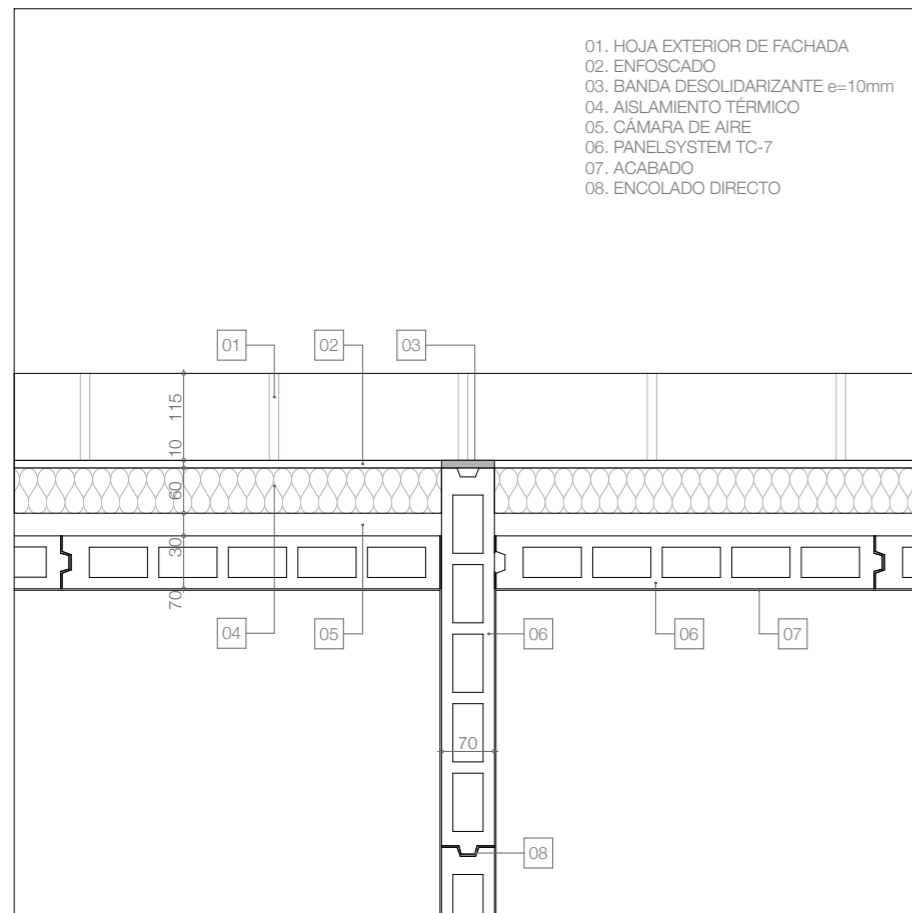 01. HOJA EXTERIOR DE FACHADA
02. ENFOSCADO
03. BANDA DESOLIDARIZANTE e=10mm
04. AISLAMIENTO TÉRMICO
05. CÁMARA DE AIRE
06. PANELSYSTEM TC-7
07. ACABADO
08. ENCOLADO DIRECTO
01
02
03
115
10
60
30
70
04
05
06
06
07
70
08